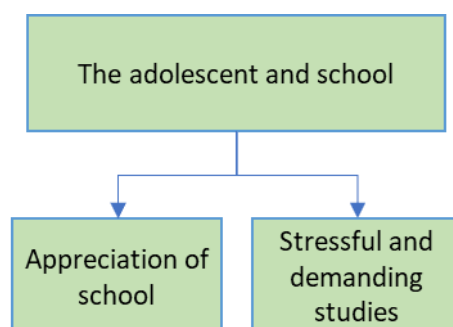 The adolescent and school
Appreciation of
school
Stressful and
demanding
studies